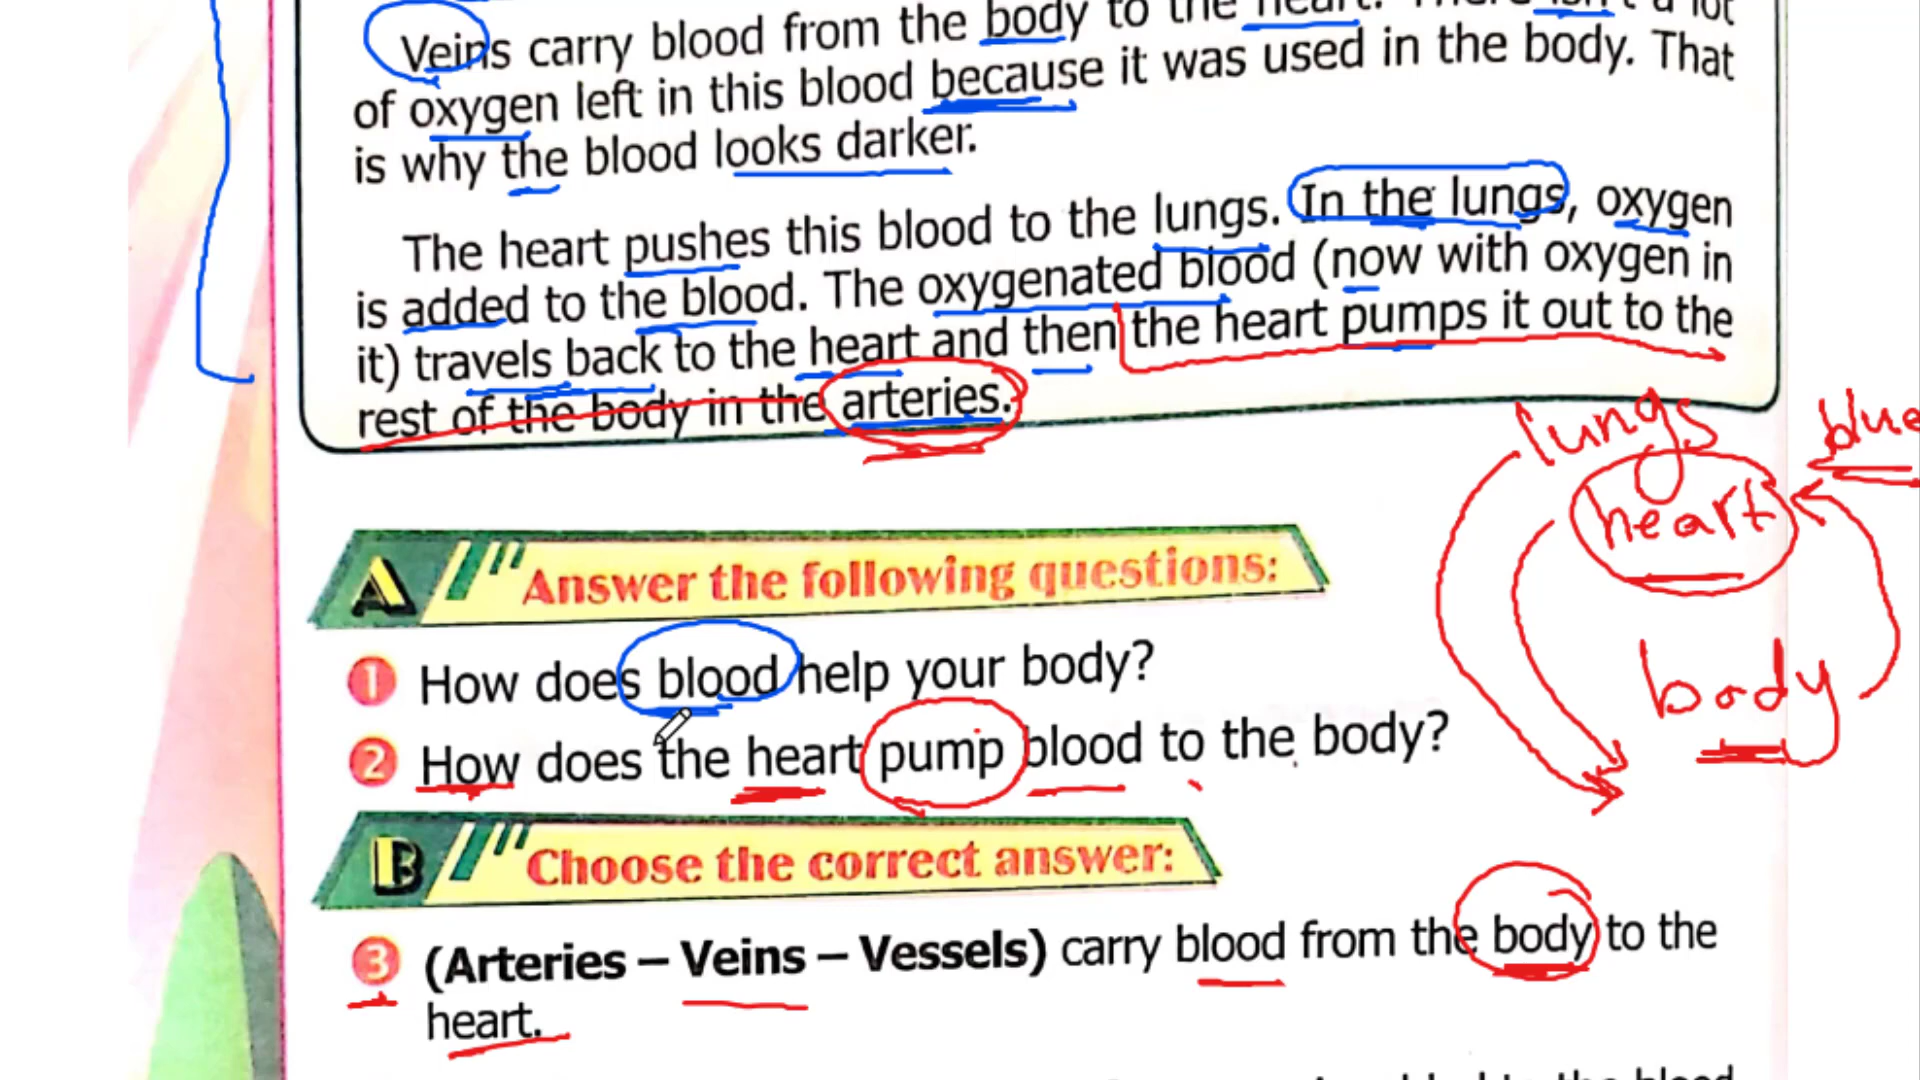 Veins carry blood from the body to the heart. There isn't a lot
of oxygen left in this blood because it was used in the body. That
is why the blood looks darker.
The heart pushes this blood to the lungs. In the lungs, oxygen
is added to the blood. The oxygenated blood (now with oxygen in
it) travels back to the heart and then the heart pumps it out to the
rest of the body in the arteries.
lungs
blue
heart
body
A Answer the following questions:
1 How does blood help your body?
2 How does the heart pump blood to the body?
B Choose the correct answer:
3 (Arteries – Veins – Vessels) carry blood from the body to the
heart.
to the blood